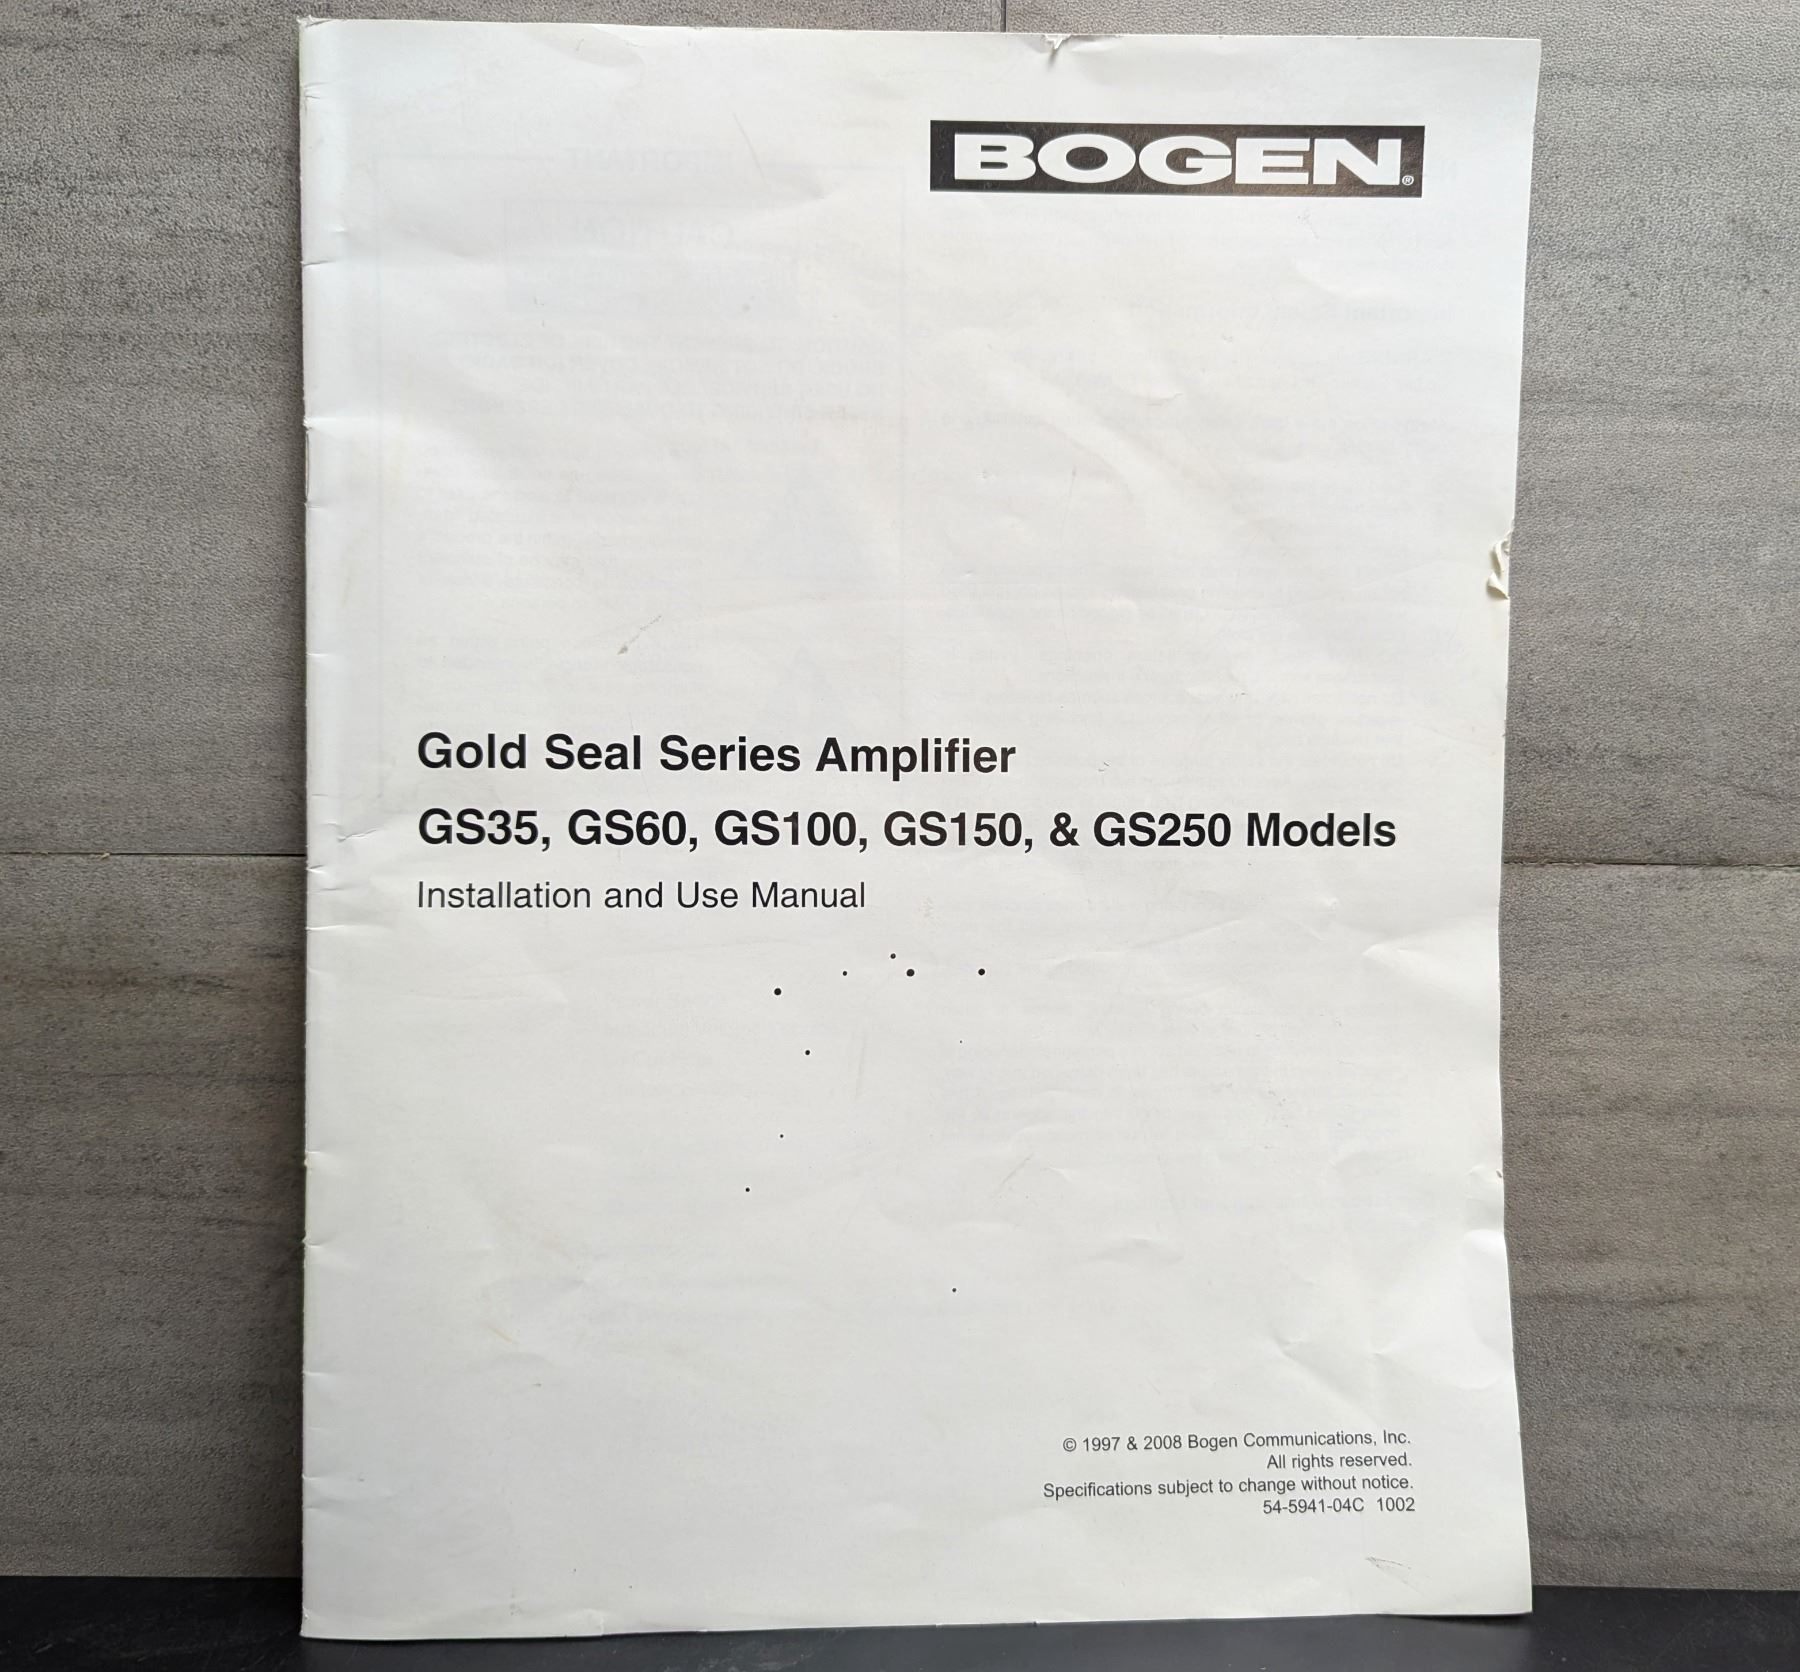 BOGEN®
Gold Seal Series Amplifier
GS35, GS60, GS100, GS150, & GS250 Models
Installation and Use Manual
© 1997 & 2008 Bogen Communications, Inc.
All rights reserved.
Specifications subject to change without notice.
54-5941-04C 1002